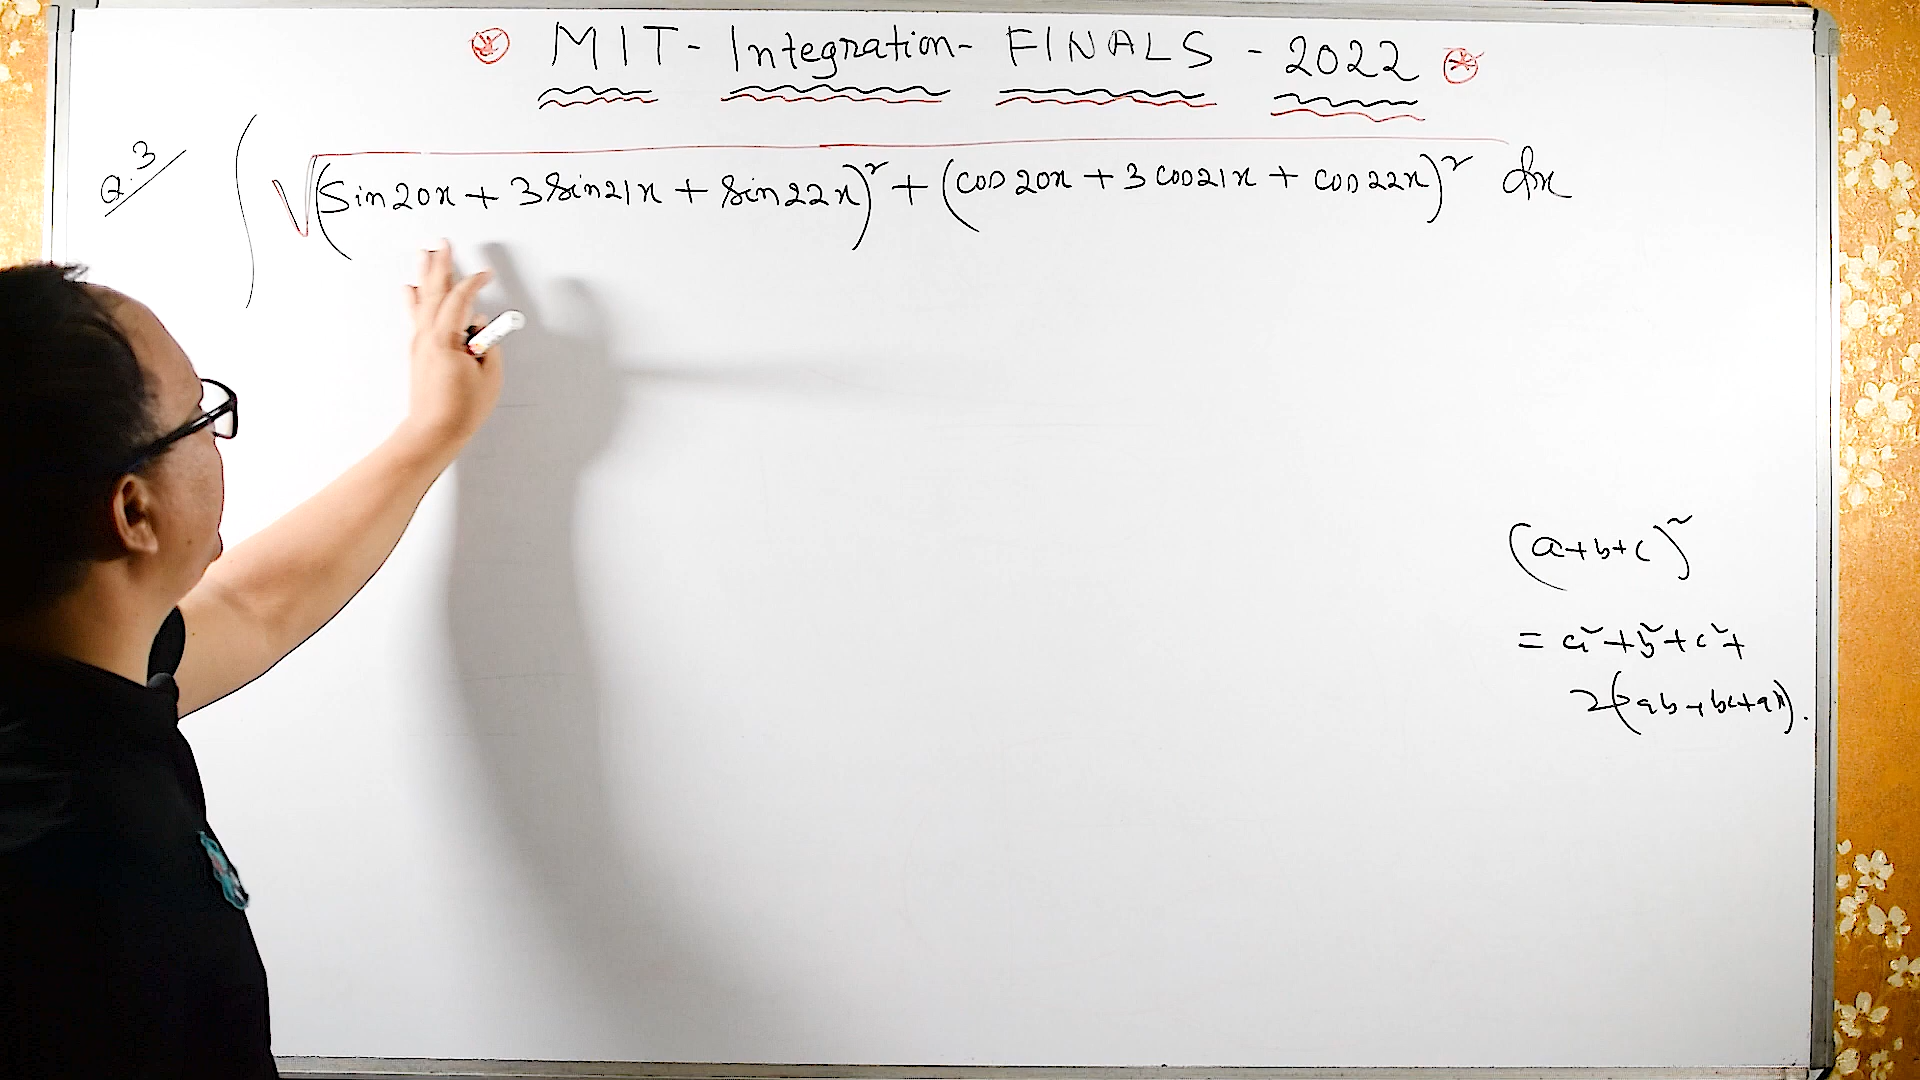 MIT - Integration - FINALS - 2022
Q.3 ∫ √(Sin20x + 3Sin21x + Sin22x)² + (cos20x + 3cos21x + cos22x)² dx
(a+b+c)²
= a²+b²+c²+
2(ab+bc+